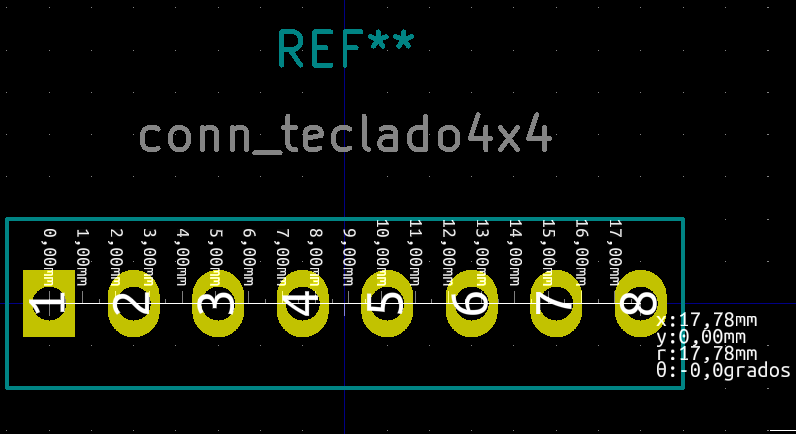 REF**
conn_teclado4x4
0,00mm 1,00mm 2,00mm 3,00mm 4,00mm 5,00mm 6,00mm 7,00mm 8,00mm 9,00mm 10,00mm 11,00mm 12,00mm 13,00mm 14,00mm 15,00mm 16,00mm 17,00mm
1 2 3 4 5 6 7 8
x:17,78mm
y:0,00mm
r:17,78mm
θ:-0,0grados